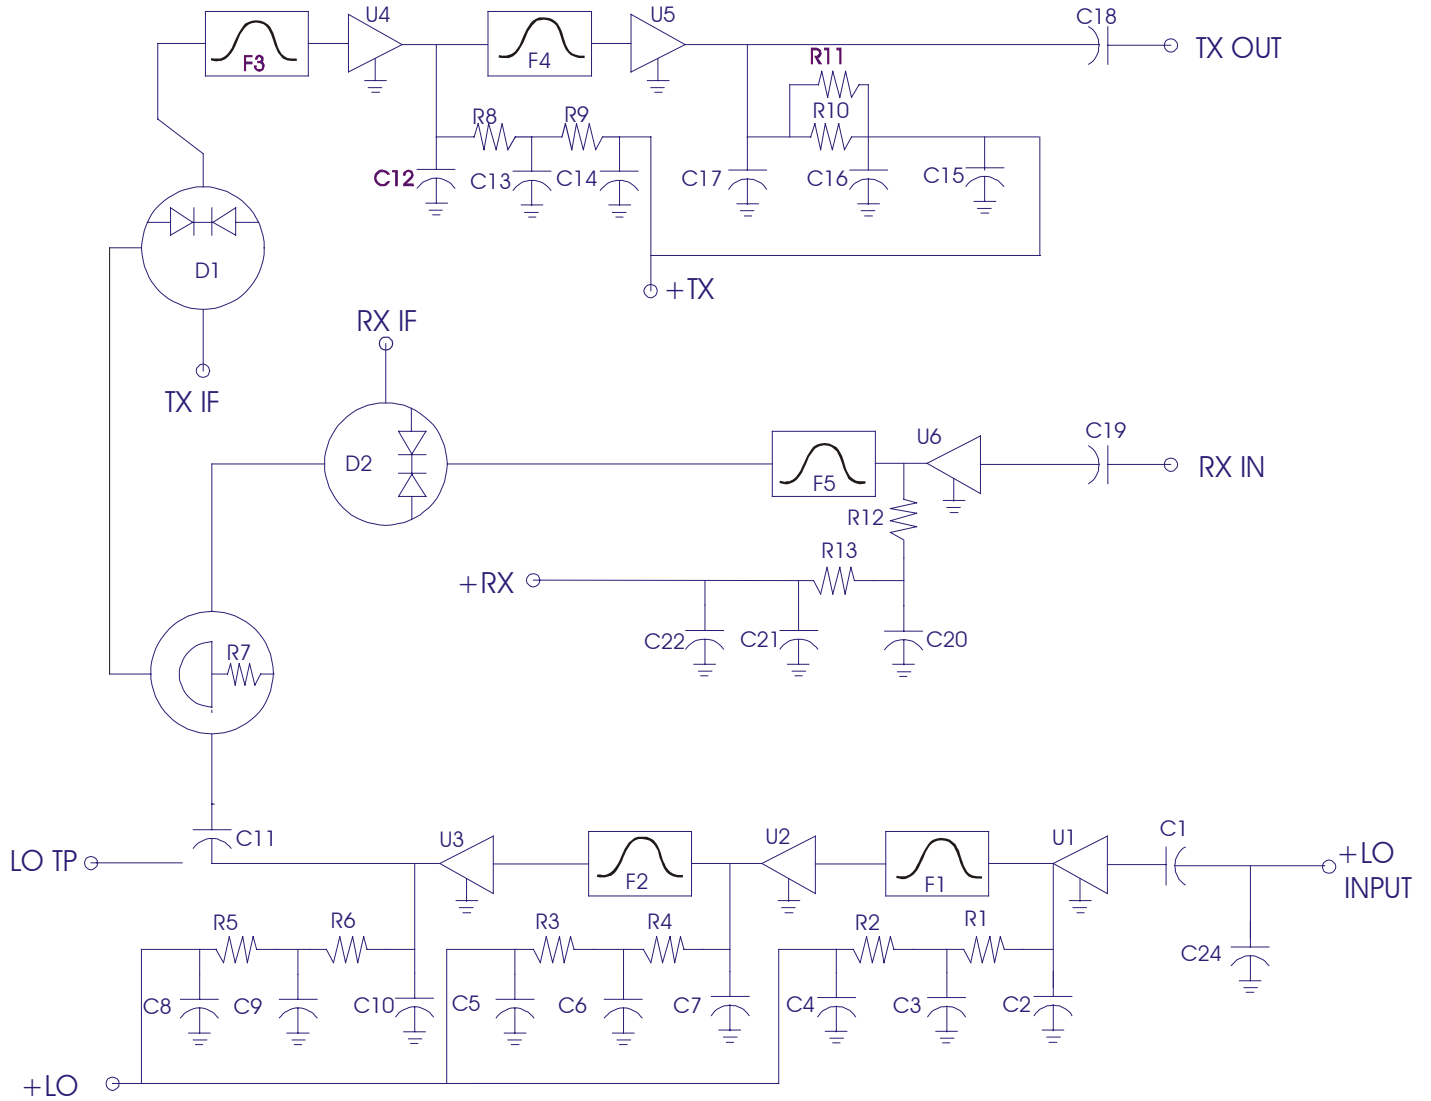 U4
U5
C18
TX OUT
F3
F4
R11
R10
R8
R9
C12
C13
C14
C17
C16
C15
D1
+TX
RX IF
TX IF
C19
U6
D2
RX IN
F5
R12
R13
+RX
C22
C21
C20
R7
C11
U3
U2
U1
C1
LO TP
+LO
INPUT
F2
F1
R5
R6
R3
R4
R2
R1
C24
C8
C9
C10
C5
C6
C7
C4
C3
C2
+LO